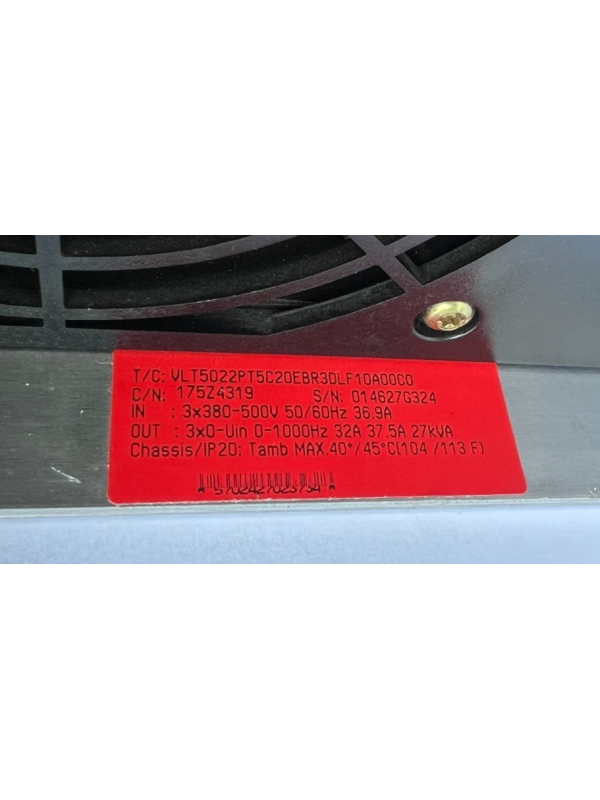 T/C: VLT5022PT5C20EBR3DLF10A00C0
C/N: 175Z4319 S/N: 014627G324
IN : 3x380-500V 50/60Hz 36.9A
OUT : 3x0-Uin 0-1000Hz 32A 37.5A 27kVA
Chassis/IP20: Tamb MAX.40°/45°C(104 /113 F)